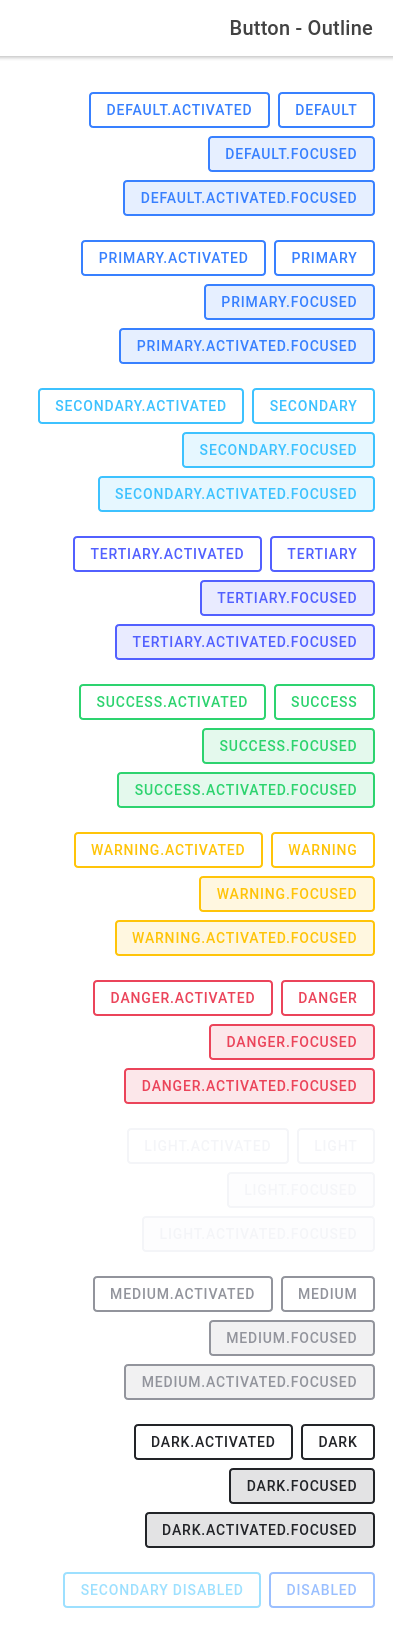 Button - Outline
DEFAULT.ACTIVATED DEFAULT
DEFAULT.FOCUSED
DEFAULT.ACTIVATED.FOCUSED
PRIMARY.ACTIVATED PRIMARY
PRIMARY.FOCUSED
PRIMARY.ACTIVATED.FOCUSED
SECONDARY.ACTIVATED SECONDARY
SECONDARY.FOCUSED
SECONDARY.ACTIVATED.FOCUSED
TERTIARY.ACTIVATED TERTIARY
TERTIARY.FOCUSED
TERTIARY.ACTIVATED.FOCUSED
SUCCESS.ACTIVATED SUCCESS
SUCCESS.FOCUSED
SUCCESS.ACTIVATED.FOCUSED
WARNING.ACTIVATED WARNING
WARNING.FOCUSED
WARNING.ACTIVATED.FOCUSED
DANGER.ACTIVATED DANGER
DANGER.FOCUSED
DANGER.ACTIVATED.FOCUSED
LIGHT.ACTIVATED LIGHT
LIGHT.FOCUSED
LIGHT.ACTIVATED.FOCUSED
MEDIUM.ACTIVATED MEDIUM
MEDIUM.FOCUSED
MEDIUM.ACTIVATED.FOCUSED
DARK.ACTIVATED DARK
DARK.FOCUSED
DARK.ACTIVATED.FOCUSED
SECONDARY DISABLED DISABLED